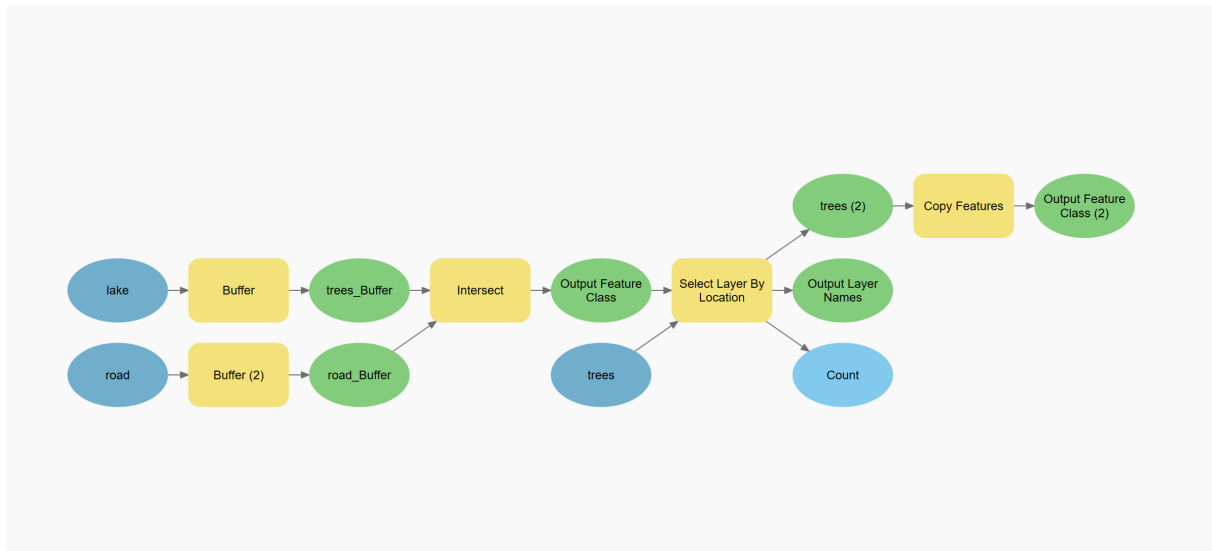 trees (2)
Copy Features
Output Feature
Class (2)
lake
Buffer
trees_Buffer
Intersect
Output Feature
Class
Select Layer By
Location
Output Layer
Names
road
Buffer (2)
road_Buffer
trees
Count